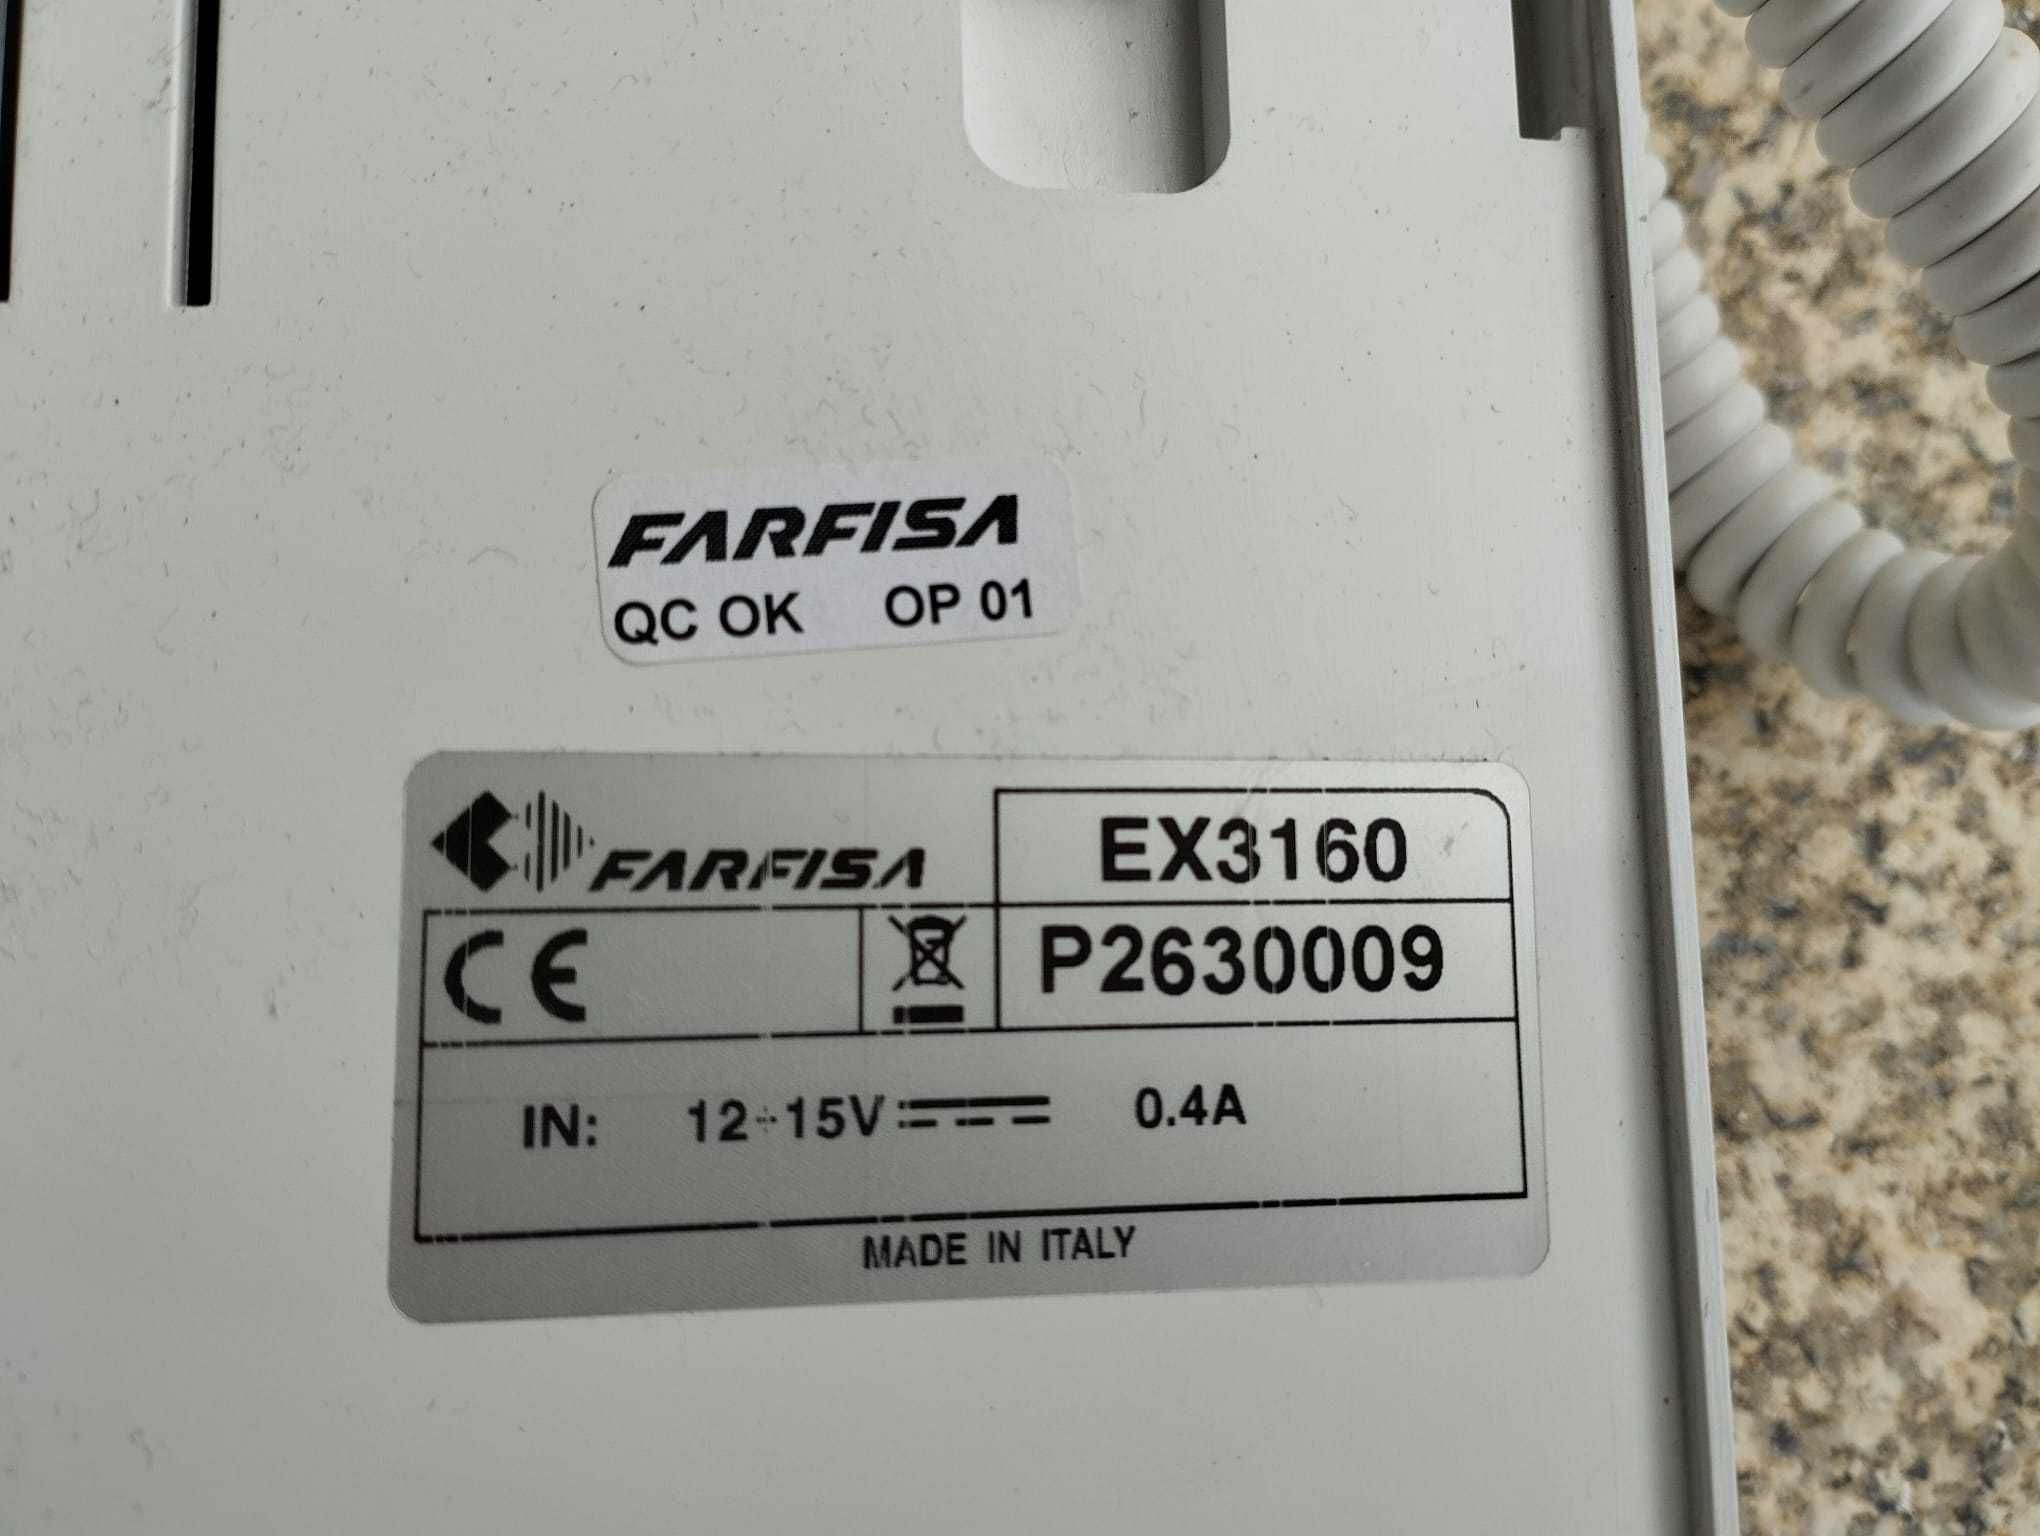 FARFISA
QC OK OP 01
FARFISA
EX3160
CE
P2630009
IN: 12÷15V 0.4A
MADE IN ITALY